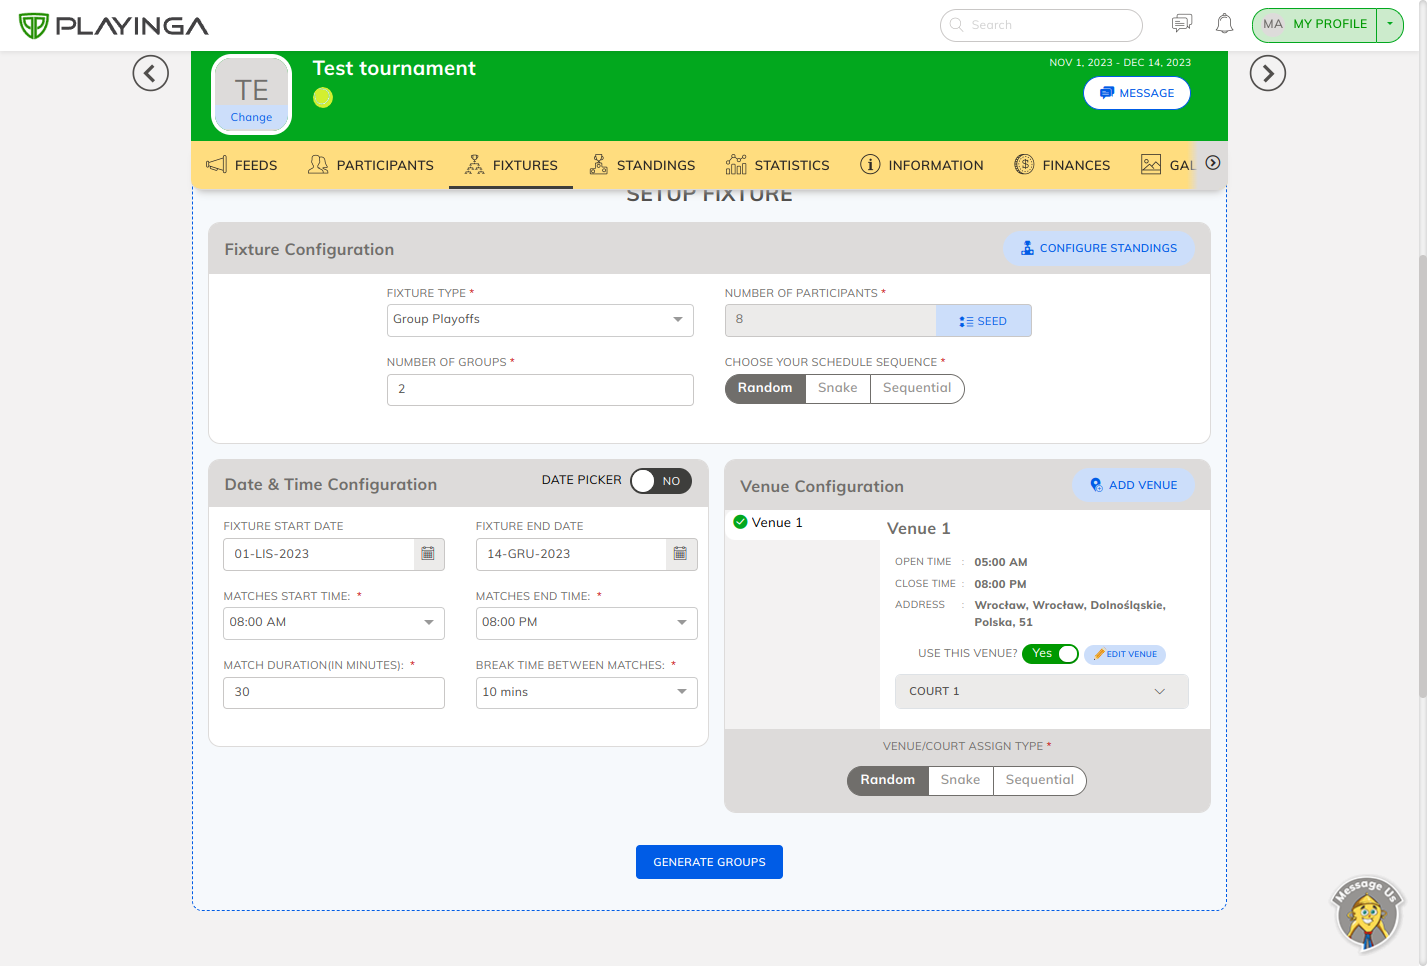 PLAYINGA
Search
MA MY PROFILE
TE
Change
Test tournament
NOV 1, 2023 - DEC 14, 2023
MESSAGE
FEEDS PARTICIPANTS FIXTURES STANDINGS STATISTICS INFORMATION FINANCES GAL
SETUP FIXTURE
Fixture Configuration
CONFIGURE STANDINGS
FIXTURE TYPE *
Group Playoffs
NUMBER OF PARTICIPANTS *
8
SEED
NUMBER OF GROUPS *
2
CHOOSE YOUR SCHEDULE SEQUENCE *
Random Snake Sequential
Date & Time Configuration
DATE PICKER NO
FIXTURE START DATE
01-LIS-2023
FIXTURE END DATE
14-GRU-2023
MATCHES START TIME: *
08:00 AM
MATCHES END TIME: *
08:00 PM
MATCH DURATION(IN MINUTES): *
30
BREAK TIME BETWEEN MATCHES: *
10 mins
Venue Configuration
ADD VENUE
Venue 1
Venue 1
OPEN TIME : 05:00 AM
CLOSE TIME : 08:00 PM
ADDRESS : Wrocław, Wrocław, Dolnośląskie,
Polska, 51
USE THIS VENUE? Yes EDIT VENUE
COURT 1
VENUE/COURT ASSIGN TYPE *
Random Snake Sequential
GENERATE GROUPS
Message Us